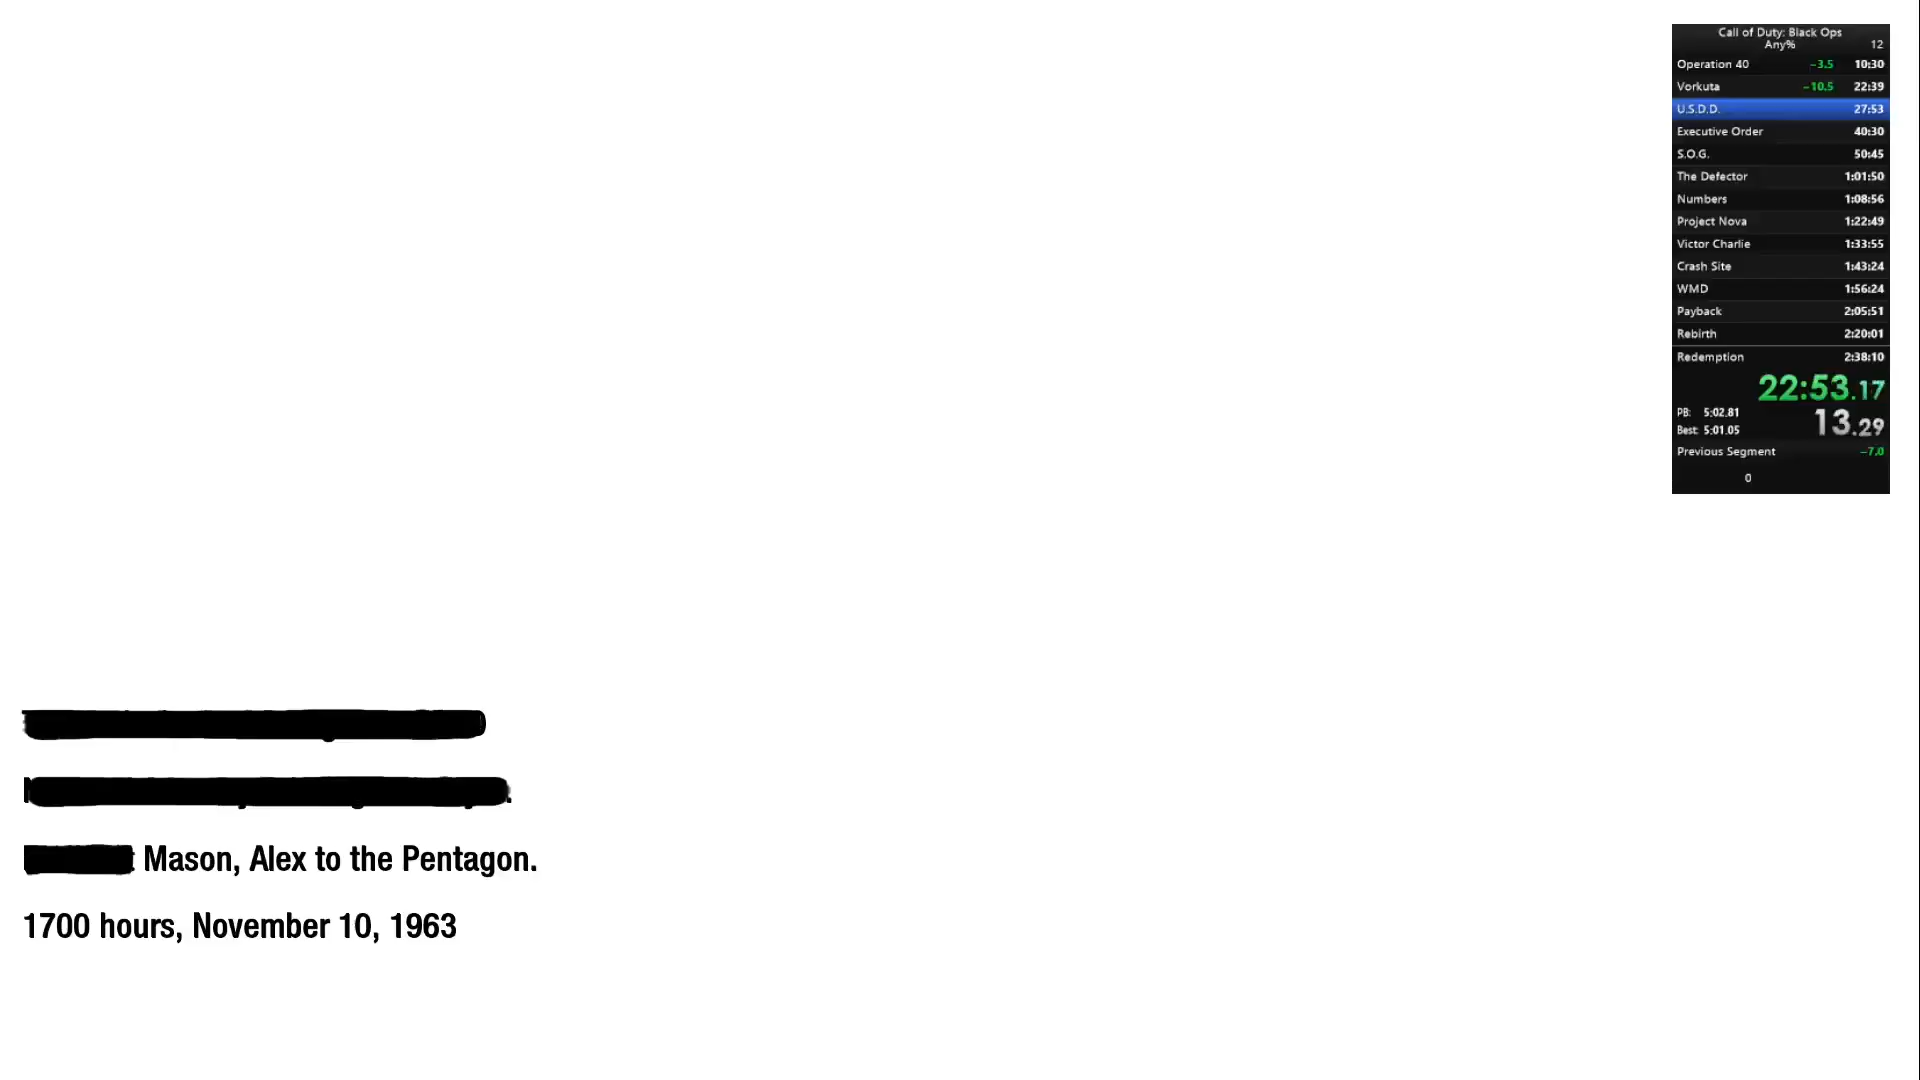 Call of Duty: Black Ops
Any% 12
Operation 40 −3.5 10:30
Vorkuta −10.5 22:39
U.S.D.D. 27:53
Executive Order 40:30
S.O.G. 50:45
The Defector 1:01:50
Numbers 1:08:56
Project Nova 1:22:49
Victor Charlie 1:33:55
Crash Site 1:43:24
WMD 1:56:24
Payback 2:05:51
Rebirth 2:20:01
Redemption 2:38:10
22:53.17
PB: 5:02.81
13.29
Best: 5:01.05
Previous Segment −7.0
0
Mason, Alex to the Pentagon.
1700 hours, November 10, 1963